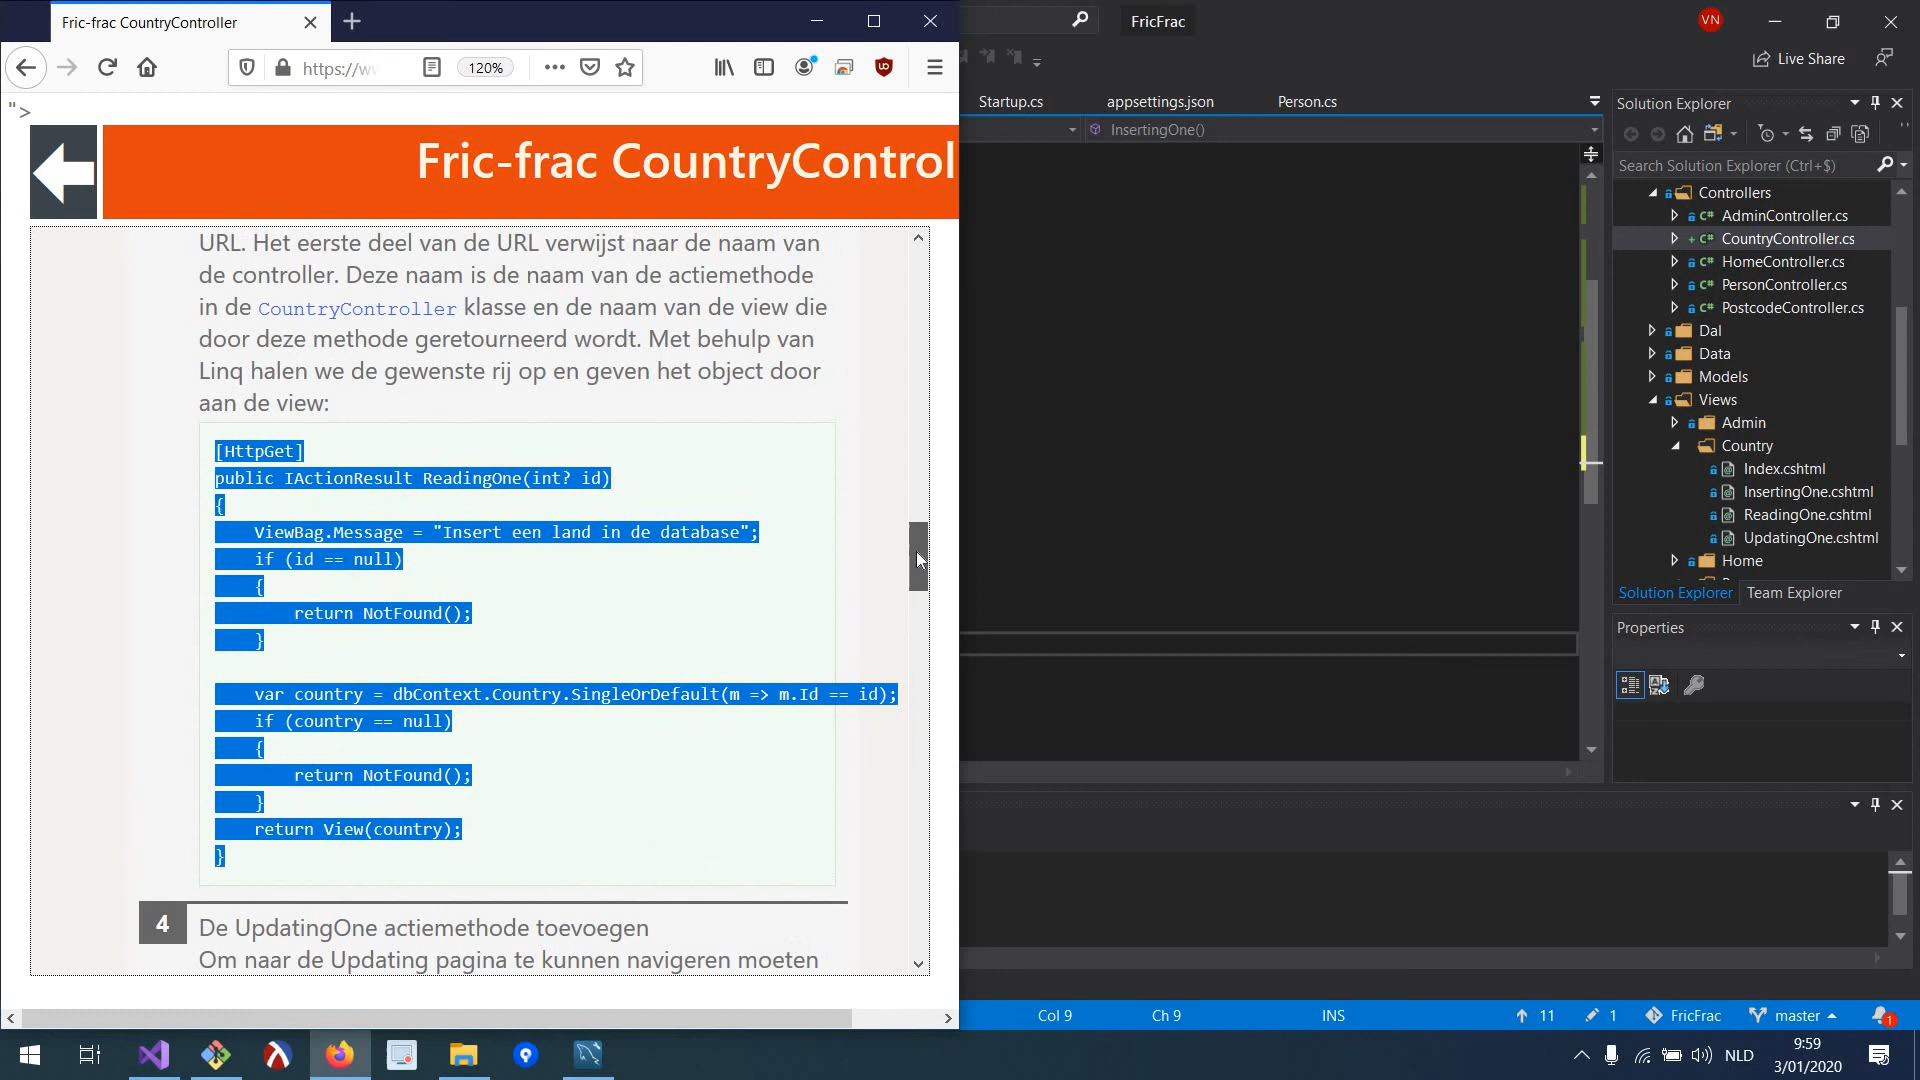 Fric-frac CountryController
https://ww
120%
">
Fric-frac CountryControl
URL. Het eerste deel van de URL verwijst naar de naam van
de controller. Deze naam is de naam van de actiemethode
in de CountryController klasse en de naam van de view die
door deze methode geretourneerd wordt. Met behulp van
Linq halen we de gewenste rij op en geven het object door
aan de view:
[HttpGet]
public IActionResult ReadingOne(int? id)
{
ViewBag.Message = "Insert een land in de database";
if (id == null)
{
return NotFound();
}
var country = dbContext.Country.SingleOrDefault(m => m.Id == id);
if (country == null)
{
return NotFound();
}
return View(country);
}
4
De UpdatingOne actiemethode toevoegen
Om naar de Updating pagina te kunnen navigeren moeten
FricFrac
VN
Live Share
Startup.cs
appsettings.json
Person.cs
InsertingOne()
Solution Explorer
Search Solution Explorer (Ctrl+$)
Controllers
C# AdminController.cs
+ C# CountryController.cs
C# HomeController.cs
C# PersonController.cs
C# PostcodeController.cs
Dal
Data
Models
Views
Admin
Country
Index.cshtml
InsertingOne.cshtml
ReadingOne.cshtml
UpdatingOne.cshtml
Home
Solution Explorer
Team Explorer
Properties
Col 9
Ch 9
INS
11
1
FricFrac
master
1
NLD
9:59
3/01/2020